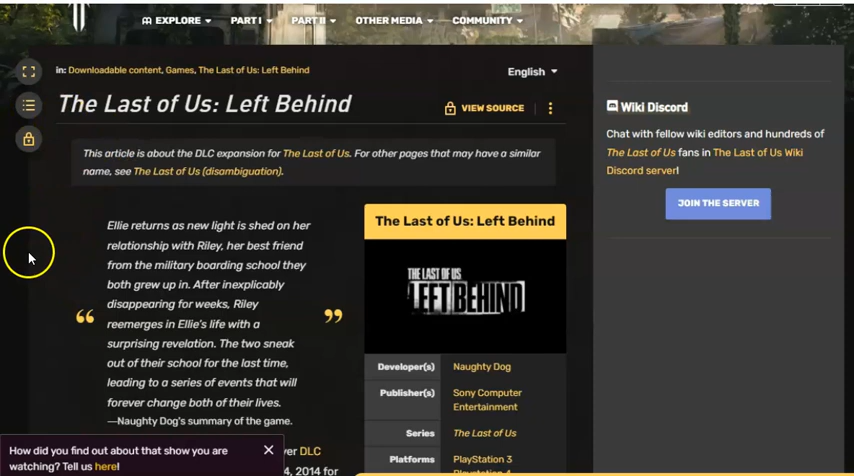 EXPLORE PART I PART II OTHER MEDIA COMMUNITY
in: Downloadable content, Games, The Last of Us: Left Behind
English
The Last of Us: Left Behind
VIEW SOURCE
This article is about the DLC expansion for The Last of Us. For other pages that may have a similar
name, see The Last of Us (disambiguation).
“ Ellie returns as new light is shed on her
relationship with Riley, her best friend
from the military boarding school they
both grew up in. After inexplicably
disappearing for weeks, Riley
reemerges in Ellie's life with a
surprising revelation. The two sneak
out of their school for the last time,
leading to a series of events that will
forever change both of their lives. ”
—Naughty Dog's summary of the game.
ver DLC
4, 2014 for
The Last of Us: Left Behind
THE LAST OF US
LEFT BEHIND
Developer(s) Naughty Dog
Publisher(s) Sony Computer
Entertainment
Series The Last of Us
Platforms PlayStation 3
PlayStation 4
Wiki Discord
Chat with fellow wiki editors and hundreds of
The Last of Us fans in The Last of Us Wiki
Discord server!
JOIN THE SERVER
How did you find out about that show you are
watching? Tell us here!